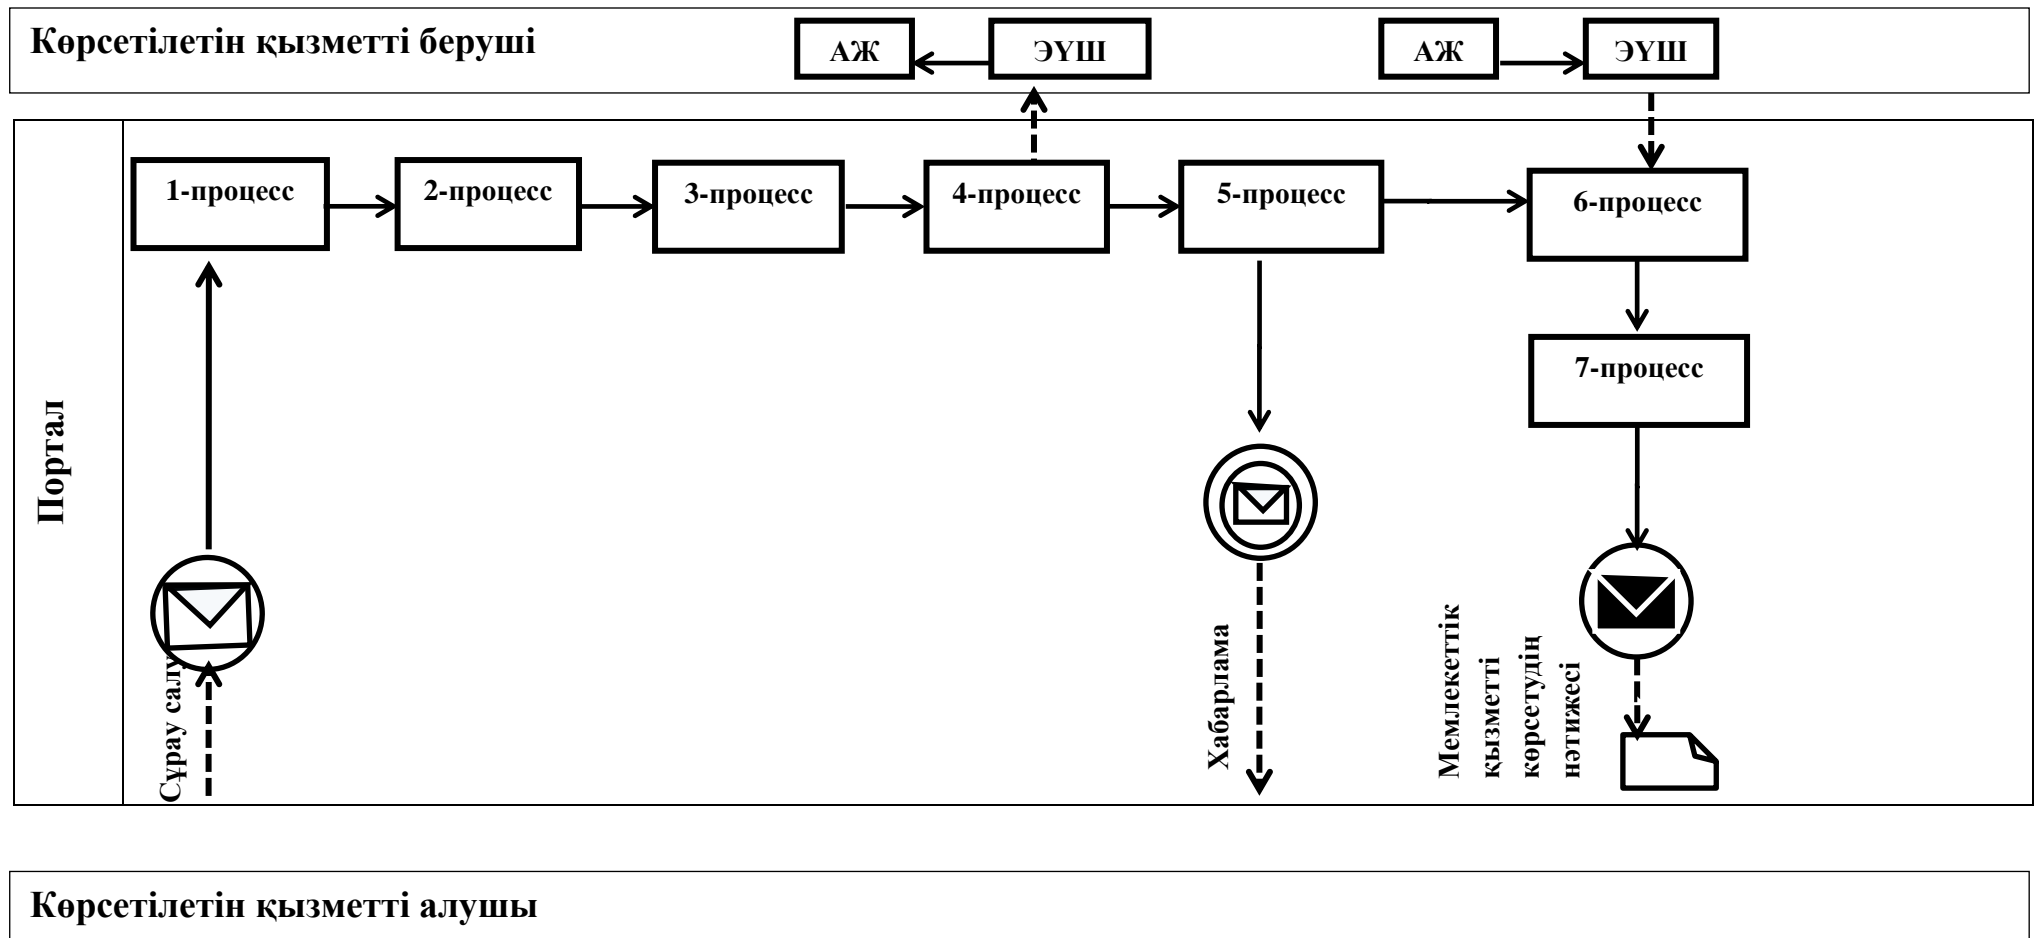 Көрсетілетін қызметті беруші
АЖ
ЭҮШ
АЖ
ЭҮШ
Портал
1-процесс
2-процесс
3-процесс
4-процесс
5-процесс
6-процесс
7-процесс
Сұрау салу
Хабарлама
Мемлекеттік
қызметті
көрсетудің
нәтижесі
Көрсетілетін қызметті алушы